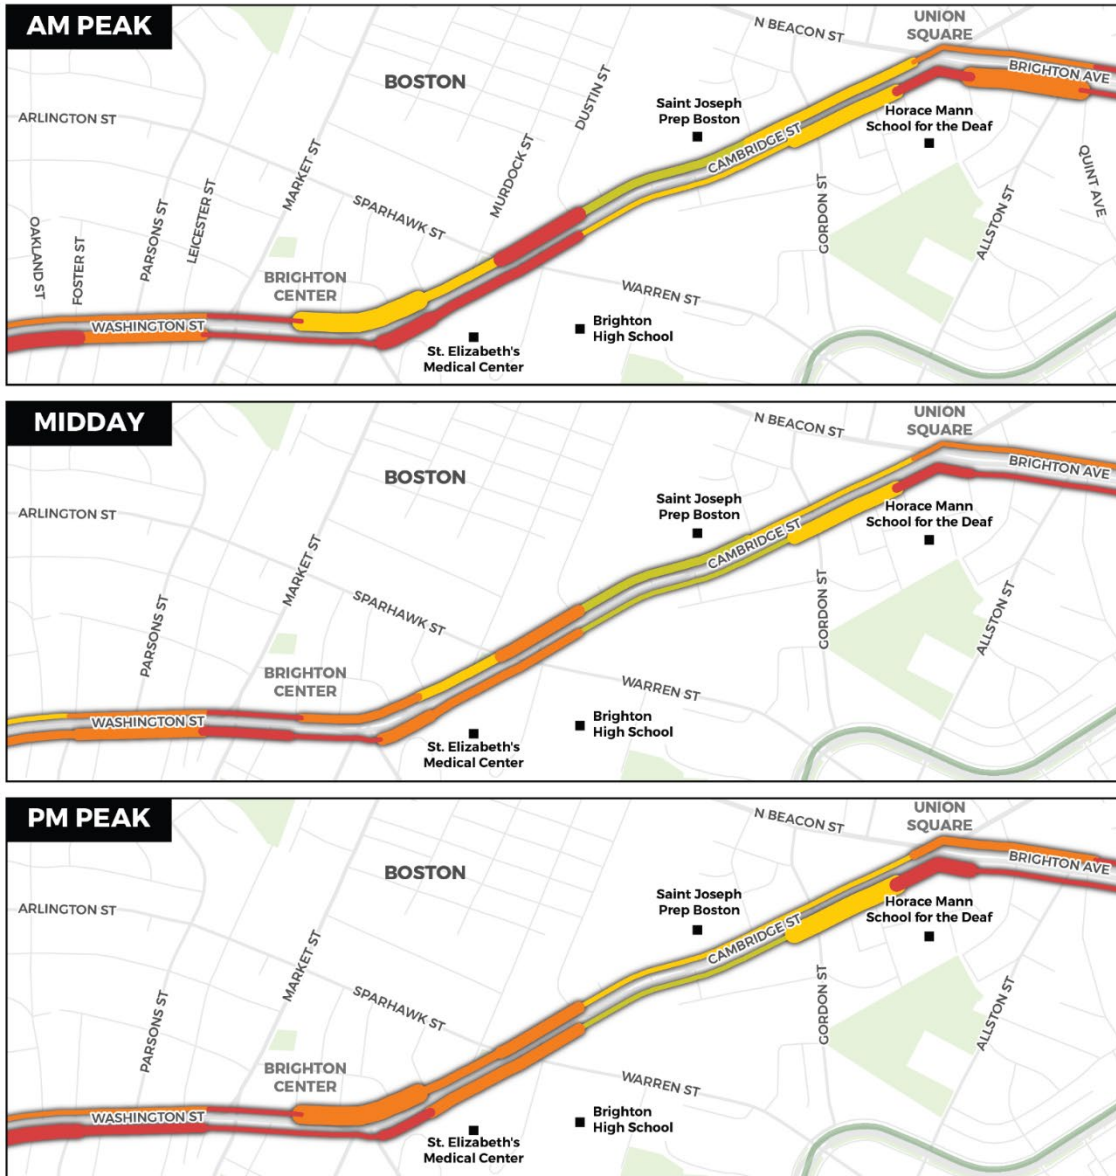 AM PEAK
N BEACON ST
UNION
SQUARE
BRIGHTON AVE
BOSTON
DUSTIN ST
Saint Joseph
Prep Boston
Horace Mann
School for the Deaf
ARLINGTON ST
MARKET ST
MURDOCK ST
CAMBRIDGE ST
QUINT AVE
SPARHAWK ST
GORDON ST
ALLSTON ST
OAKLAND ST
FOSTER ST
PARSONS ST
LEICESTER ST
BRIGHTON
CENTER
WARREN ST
WASHINGTON ST
Brighton
High School
St. Elizabeth's
Medical Center
MIDDAY
N BEACON ST
UNION
SQUARE
BRIGHTON AVE
BOSTON
Saint Joseph
Prep Boston
Horace Mann
School for the Deaf
ARLINGTON ST
MARKET ST
CAMBRIDGE ST
SPARHAWK ST
GORDON ST
ALLSTON ST
PARSONS ST
BRIGHTON
CENTER
WARREN ST
WASHINGTON ST
Brighton
High School
St. Elizabeth's
Medical Center
PM PEAK
N BEACON ST
UNION
SQUARE
BRIGHTON AVE
BOSTON
Saint Joseph
Prep Boston
Horace Mann
School for the Deaf
ARLINGTON ST
MARKET ST
CAMBRIDGE ST
SPARHAWK ST
GORDON ST
ALLSTON ST
PARSONS ST
BRIGHTON
CENTER
WARREN ST
WASHINGTON ST
Brighton
High School
St. Elizabeth's
Medical Center